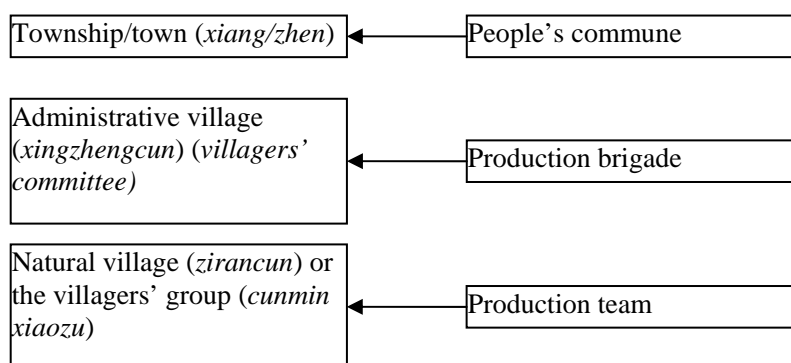 Township/town (xiang/zhen)
People’s commune
Administrative village
(xingzhengcun) (villagers’
committee)
Production brigade
Natural village (zirancun) or
the villagers’ group (cunmin
xiaozu)
Production team